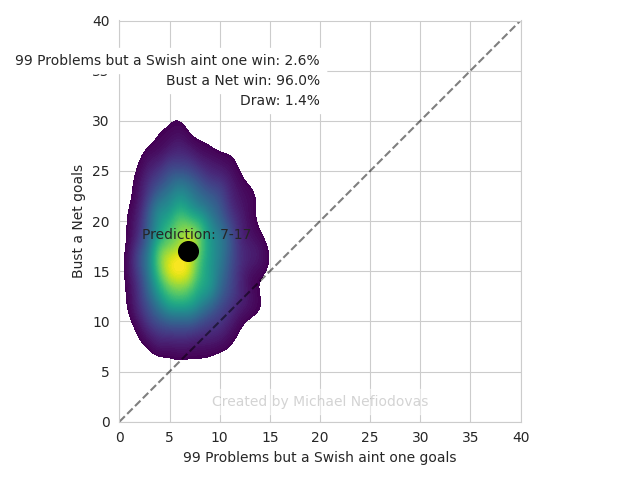 40
99 Problems but a Swish aint one win: 2.6%
Bust a Net win: 96.0%
Draw: 1.4%
30
25
20
15
10
5
0
Bust a Net goals
Prediction: 7-17
Created by Michael Nefiodovas
0 5 10 15 20 25 30 35 40
99 Problems but a Swish aint one goals